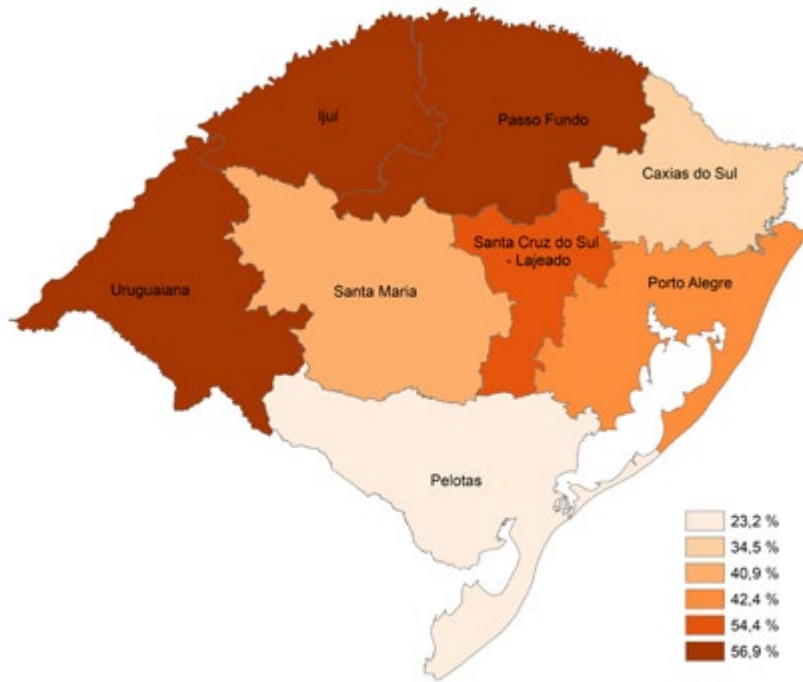 Ijuí
Passo Fundo
Caxias do Sul
Santa Cruz do Sul
- Lajeado
Porto Alegre
Uruguaiana
Santa Maria
Pelotas
23,2 %
34,5 %
40,9 %
42,4 %
54,4 %
56,9 %